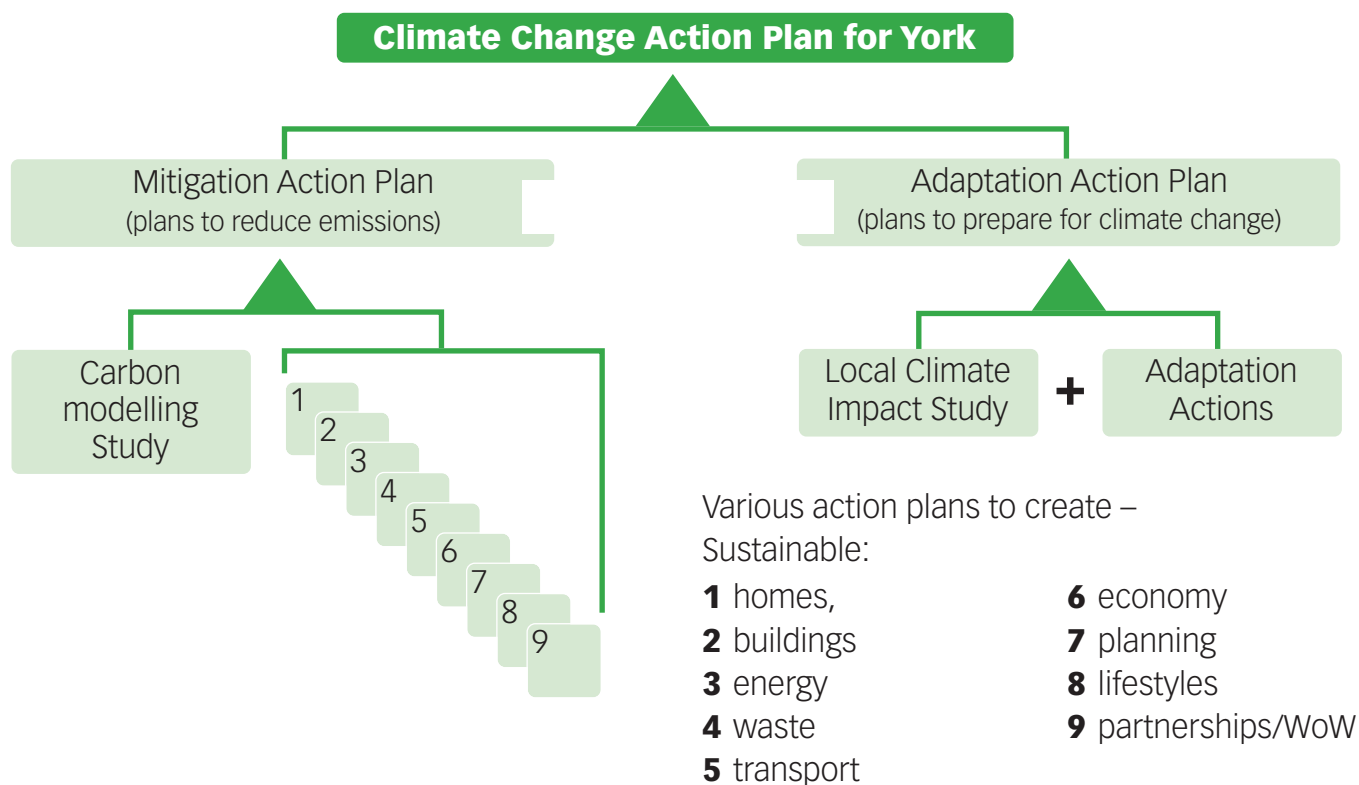 Climate Change Action Plan for York
Mitigation Action Plan
(plans to reduce emissions)
Adaptation Action Plan
(plans to prepare for climate change)
Carbon
modelling
Study
1
2
3
4
5
6
7
8
9
Local Climate
Impact Study
+
Adaptation
Actions
Various action plans to create –
Sustainable:
1 homes,
2 buildings
3 energy
4 waste
5 transport
6 economy
7 planning
8 lifestyles
9 partnerships/WoW